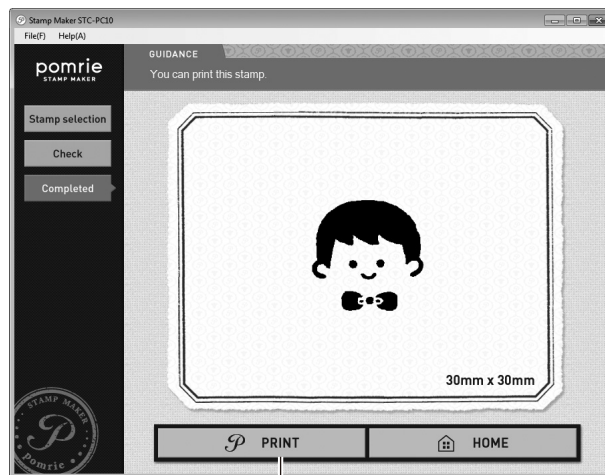 Stamp Maker STC-PC10
File(F) Help(A)
pomrie
STAMP MAKER
GUIDANCE
You can print this stamp.
Stamp selection
Check
Completed
30mm x 30mm
STAMP MAKER
P
pomrie
P PRINT
HOME